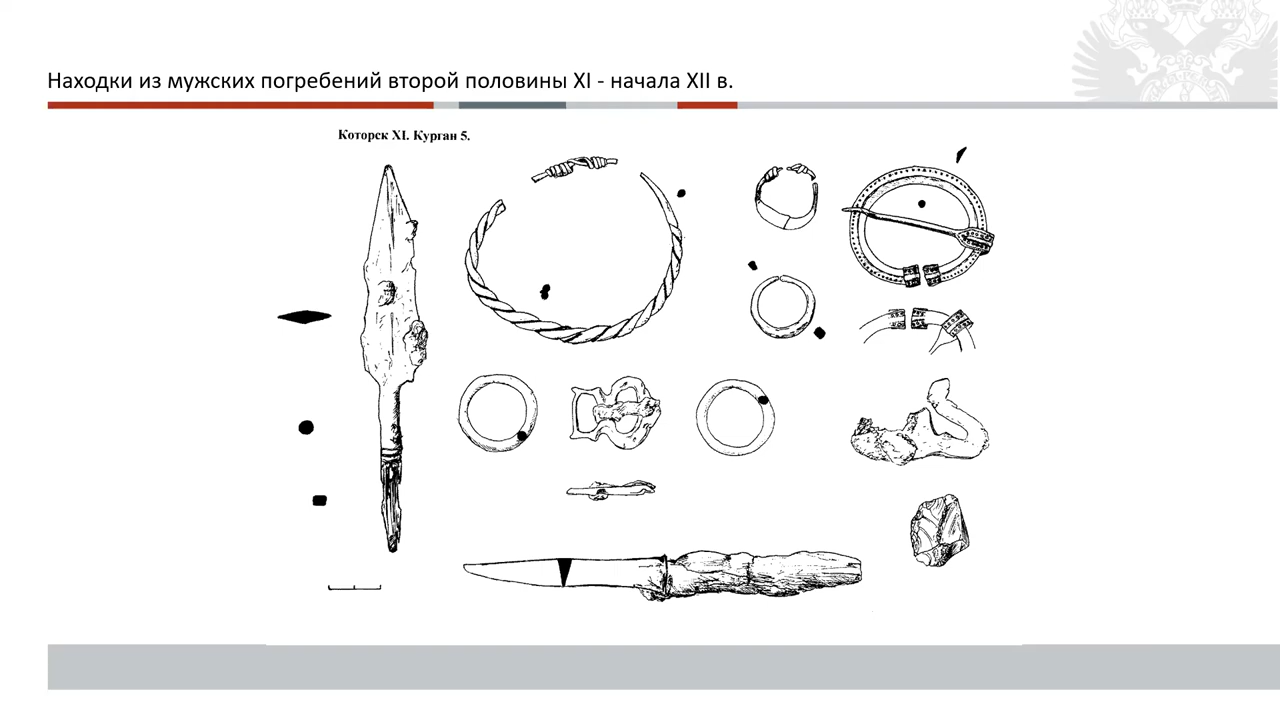 Находки из мужских погребений второй половины XI - начала XII в.
Которск XI. Курган 5.